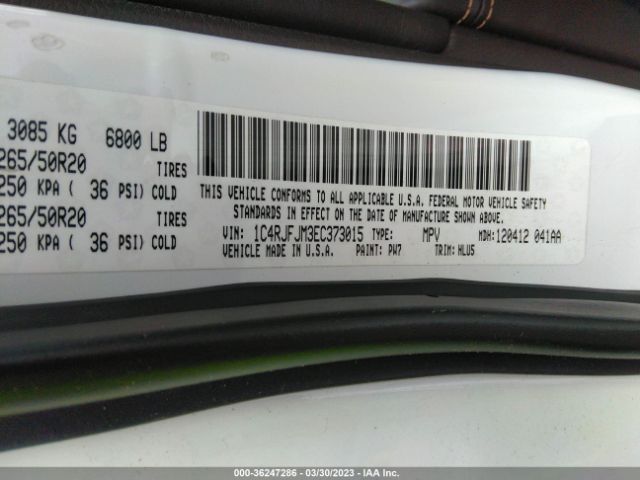 3085 KG 6800 LB
265/50R20 TIRES
250 KPA ( 36 PSI) COLD
265/50R20 TIRES
250 KPA ( 36 PSI) COLD
THIS VEHICLE CONFORMS TO ALL APPLICABLE U.S.A. FEDERAL MOTOR VEHICLE SAFETY
STANDARDS IN EFFECT ON THE DATE OF MANUFACTURE SHOWN ABOVE.
VIN: 1C4RJFJM3EC373015 TYPE: MPV MDH: 120412 041AA
VEHICLE MADE IN U.S.A. PAINT: PW7 TRIM: HLU5
000-36247286 - 03/30/2023 - IAA Inc.